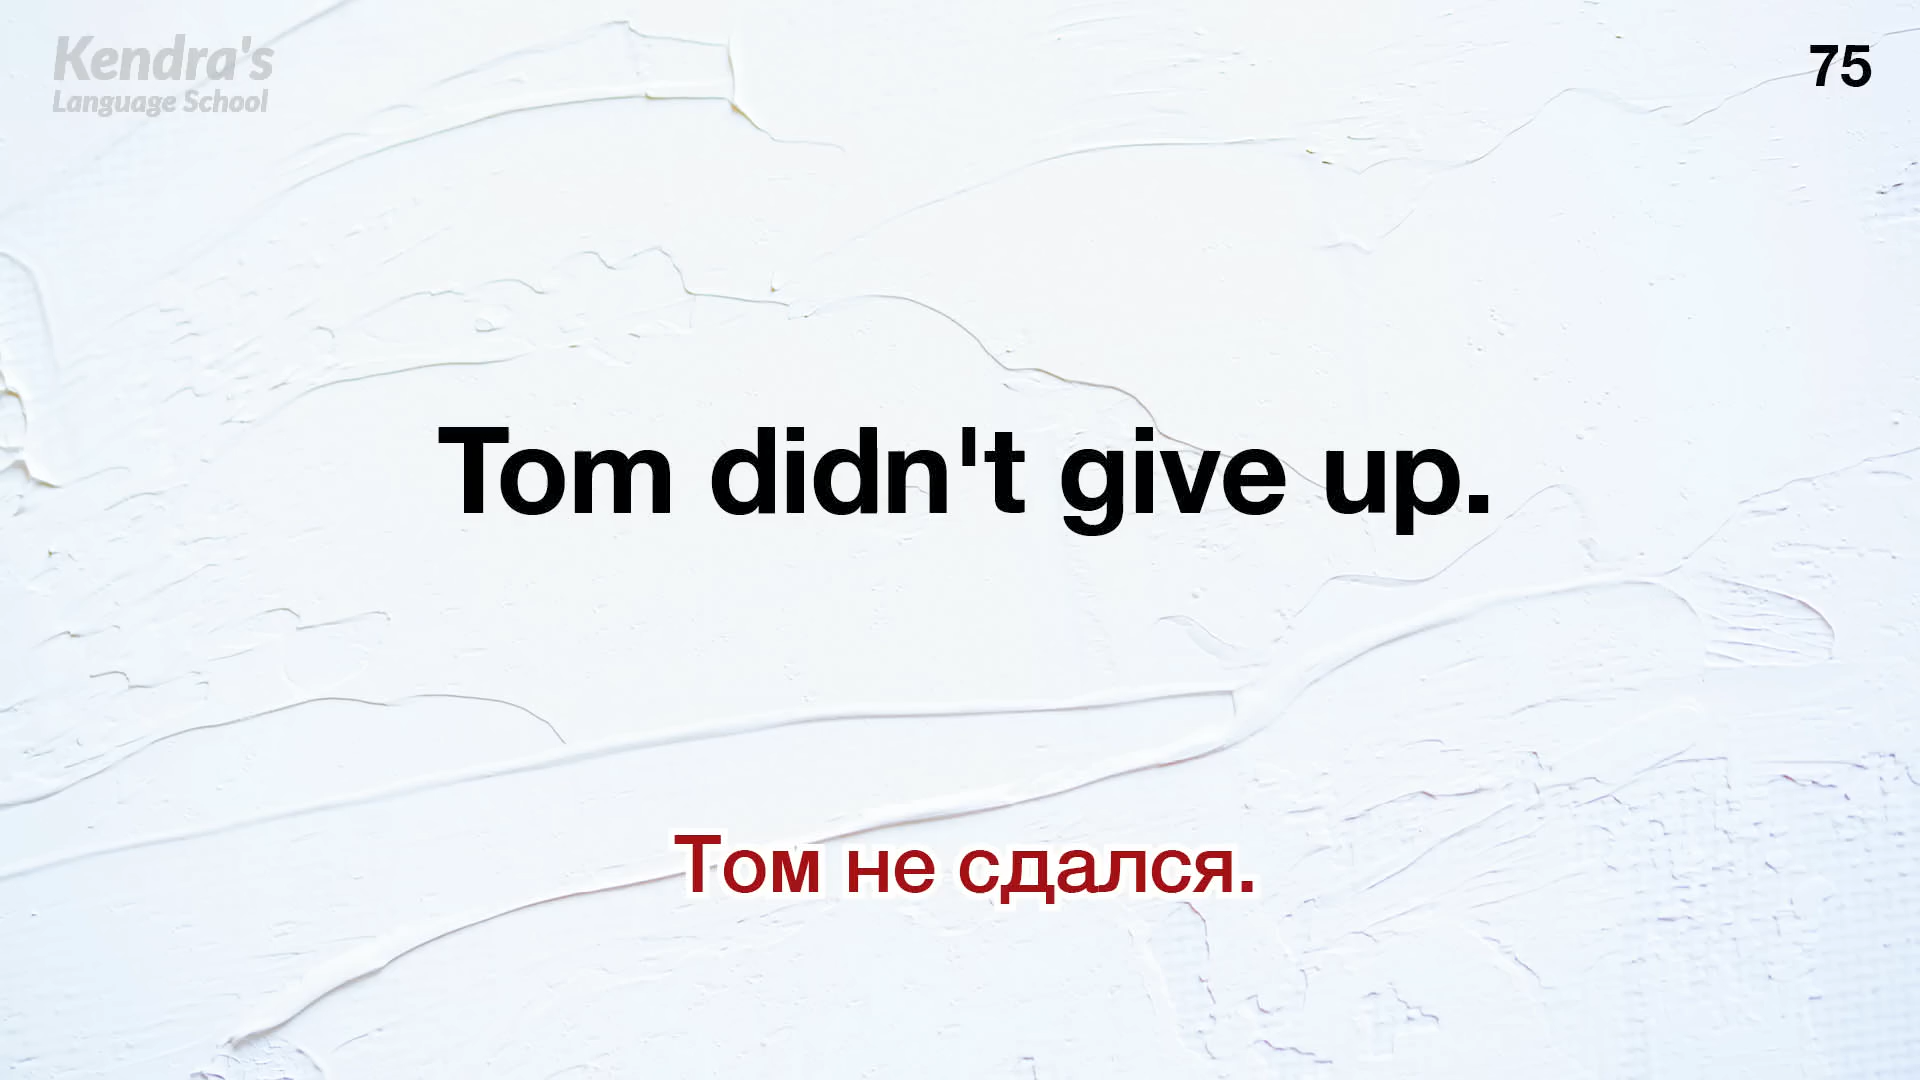 Kendra's
Language School
75
Tom didn't give up.
Том не сдался.